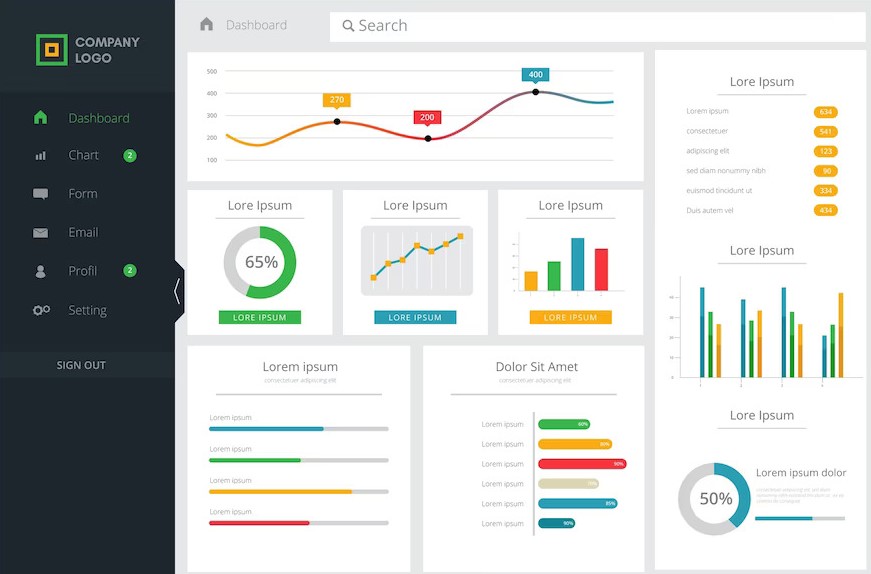 COMPANY
LOGO
Dashboard
Chart 2
Form
Email
Profil 2
Setting
SIGN OUT
Dashboard
Search
500
400
300
200
100
270
200
400
Lore Ipsum
65%
LORE IPSUM
Lore Ipsum
LORE IPSUM
Lore Ipsum
LORE IPSUM
Lorem ipsum
consectetuer adipiscing elit
Lorem ipsum
Lorem ipsum
Lorem ipsum
Lorem ipsum
Dolor Sit Amet
consectetuer adipiscing elit
Lorem ipsum 60%
Lorem ipsum
Lorem ipsum 90%
Lorem ipsum
Lorem ipsum
Lorem ipsum
Lore Ipsum
Lorem ipsum 634
consectetuer 541
adipiscing elit 123
sed diam nonummy nibh 90
euismod tincidunt ut 334
Duis autem vel 434
Lore Ipsum
Lore Ipsum
50%
Lorem ipsum dolor